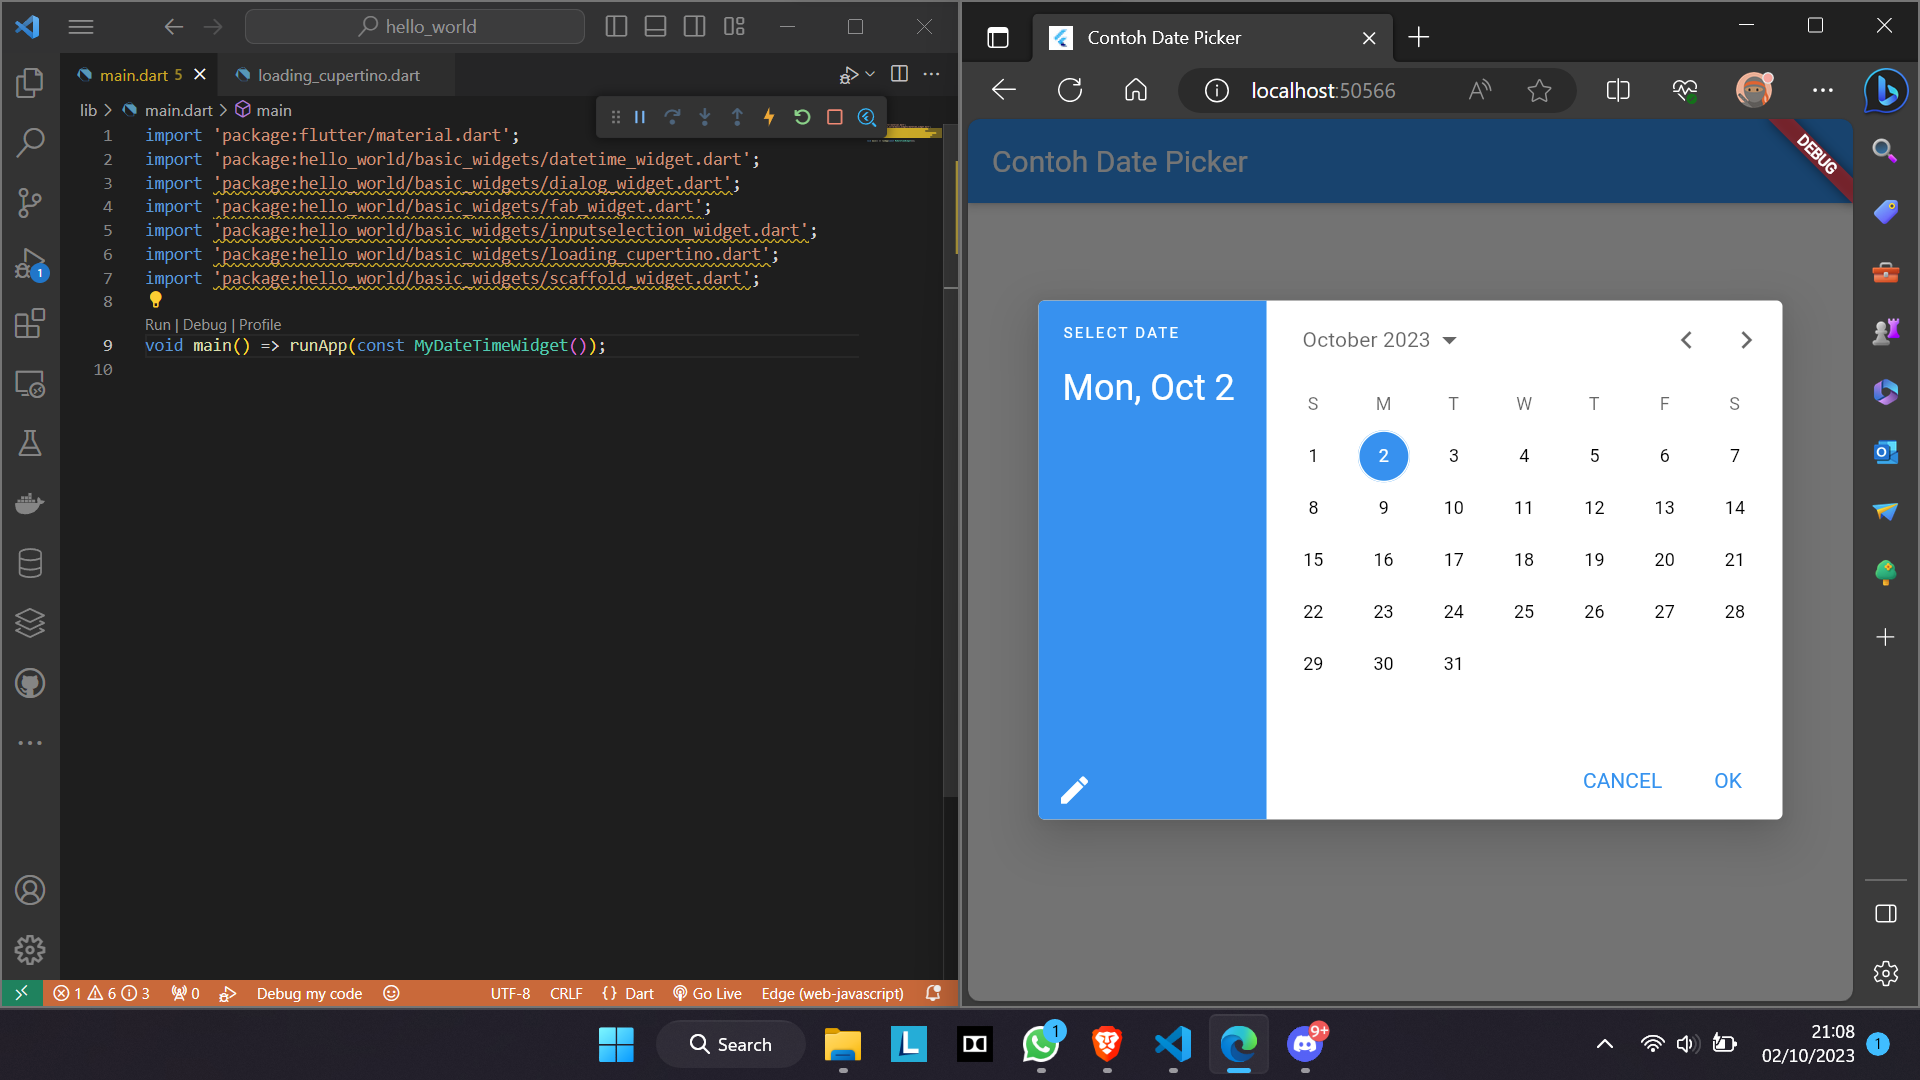 hello_world
main.dart 5
loading_cupertino.dart
lib > main.dart > main
1 import 'package:flutter/material.dart';
2 import 'package:hello_world/basic_widgets/datetime_widget.dart';
3 import 'package:hello_world/basic_widgets/dialog_widget.dart';
4 import 'package:hello_world/basic_widgets/fab_widget.dart';
5 import 'package:hello_world/basic_widgets/inputselection_widget.dart';
6 import 'package:hello_world/basic_widgets/loading_cupertino.dart';
7 import 'package:hello_world/basic_widgets/scaffold_widget.dart';
8
Run | Debug | Profile
9 void main() => runApp(const MyDateTimeWidget());
10
1
1 6 3 0 Debug my code UTF-8 CRLF {} Dart Go Live Edge (web-javascript)
Contoh Date Picker
localhost:50566
Contoh Date Picker
DEBUG
SELECT DATE
Mon, Oct 2
October 2023
S M T W T F S
1 2 3 4 5 6 7
8 9 10 11 12 13 14
15 16 17 18 19 20 21
22 23 24 25 26 27 28
29 30 31
CANCEL OK
Search
L
1
9+
21:08
02/10/2023
1